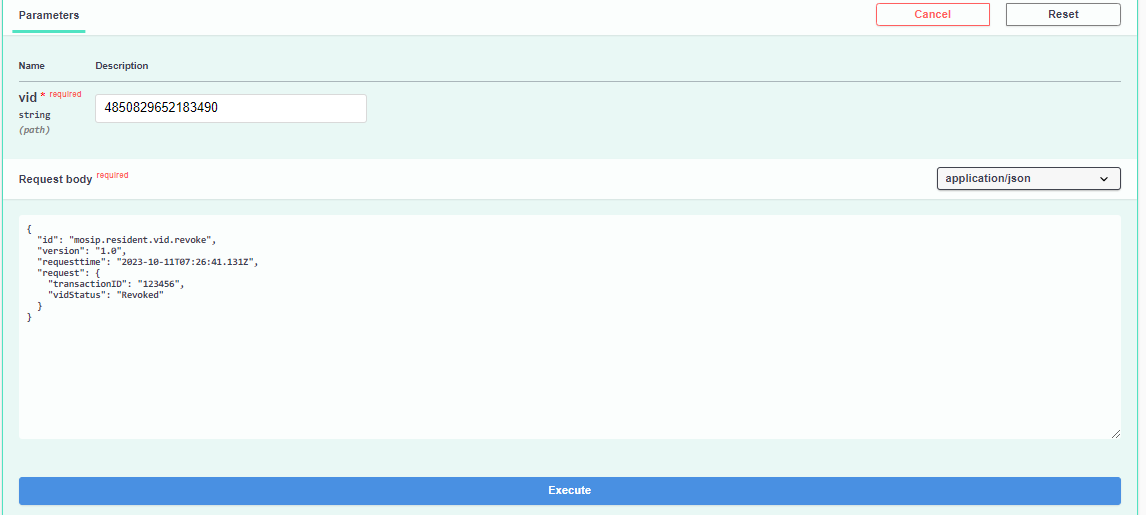 Parameters
Cancel
Reset
Name
Description
vid * required
string
(path)
4850829652183490
Request body required
application/json
{
  "id": "mosip.resident.vid.revoke",
  "version": "1.0",
  "requesttime": "2023-10-11T07:26:41.131Z",
  "request": {
    "transactionID": "123456",
    "vidStatus": "Revoked"
  }
}
Execute